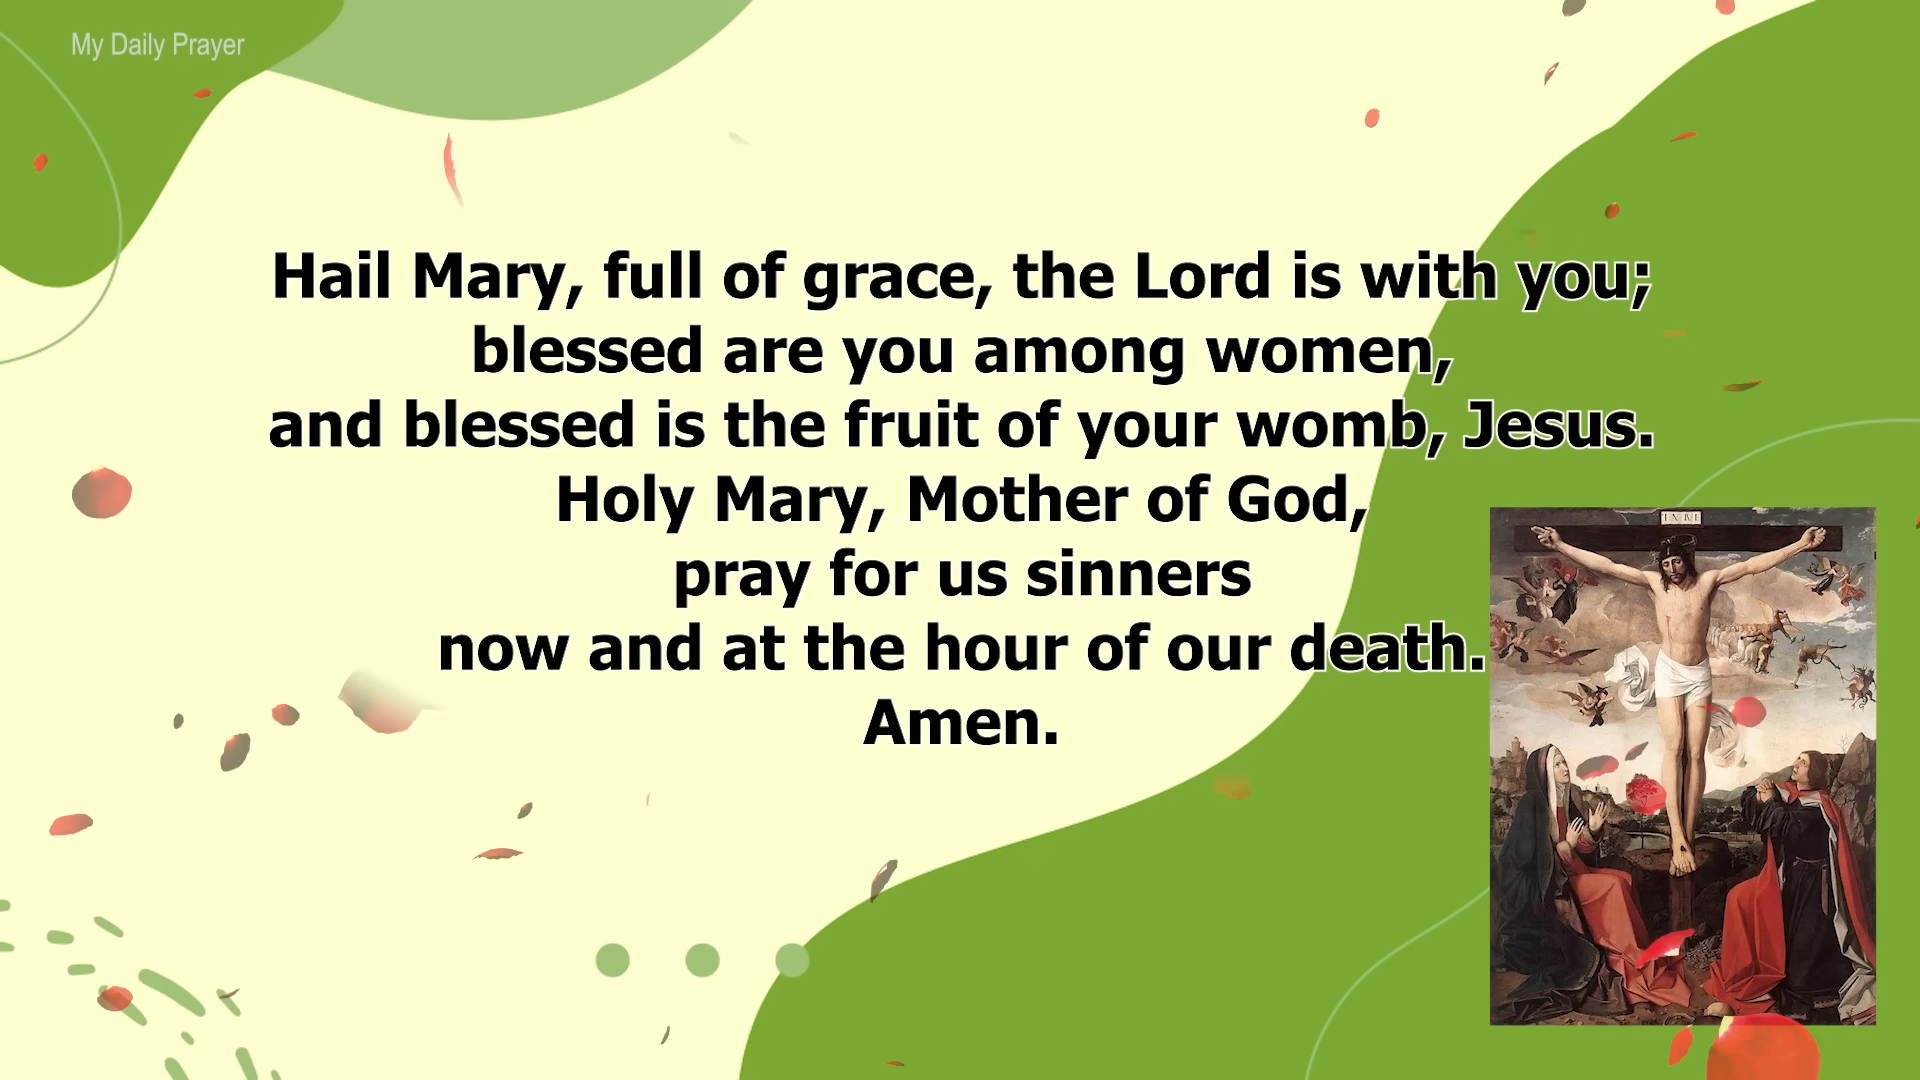 My Daily Prayer
Hail Mary, full of grace, the Lord is with you;
blessed are you among women,
and blessed is the fruit of your womb, Jesus.
Holy Mary, Mother of God,
pray for us sinners
now and at the hour of our death.
Amen.
INRI